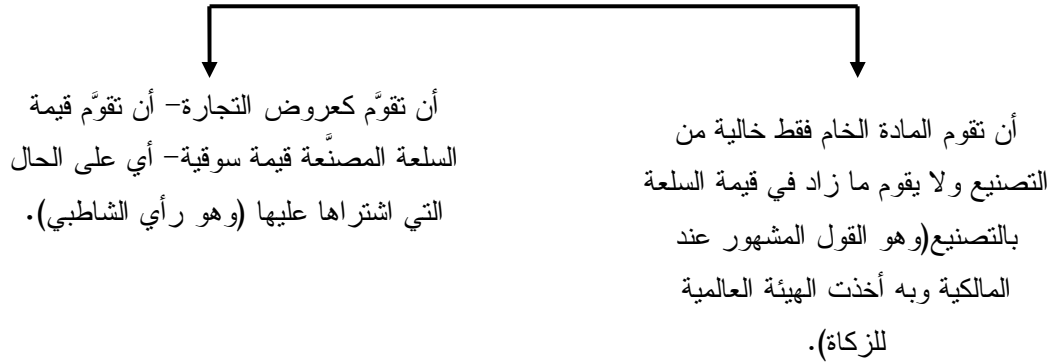 أن تقوم المادة الخام فقط خالية من
التصنيع ولا يقوم ما زاد في قيمة السلعة
بالتصنيع(وهو القول المشهور عند
المالكية وبه أخذت الهيئة العالمية
للزكاة).
أن تقوَّم كعروض التجارة- أن تقوَّم قيمة
السلعة المصنَّعة قيمة سوقية- أي على الحال
التي اشتراها عليها (وهو رأي الشاطبي).